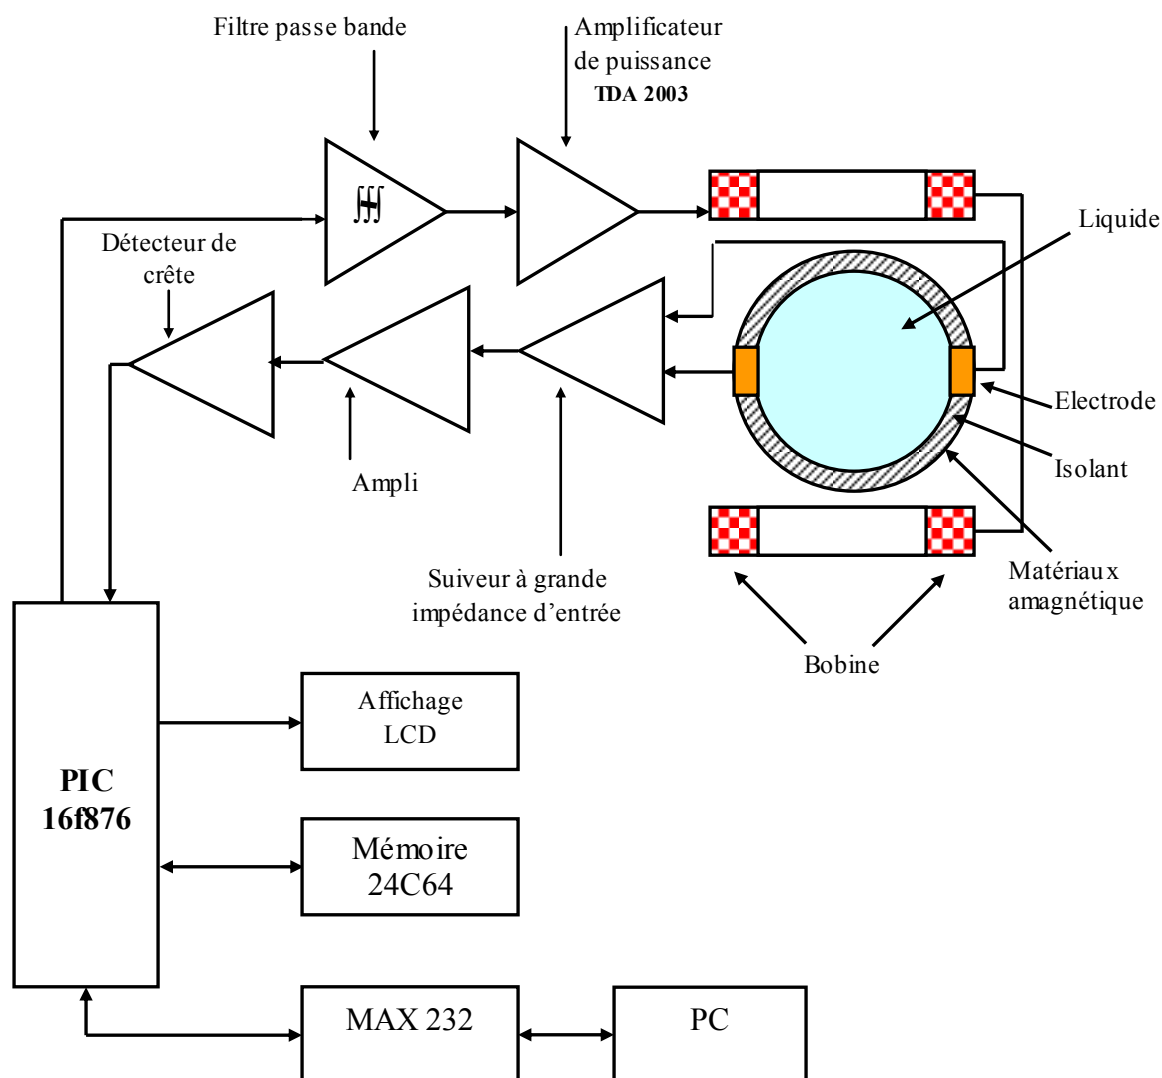 Filtre passe bande
Amplificateur
de puissance
TDA 2003
Liquide
Détecteur de
crête
Electrode
Isolant
Ampli
Matériaux
amagnétique
Suiveur à grande
impédance d'entrée
Bobine
Affichage
LCD
PIC
16f876
Mémoire
24C64
MAX 232
PC